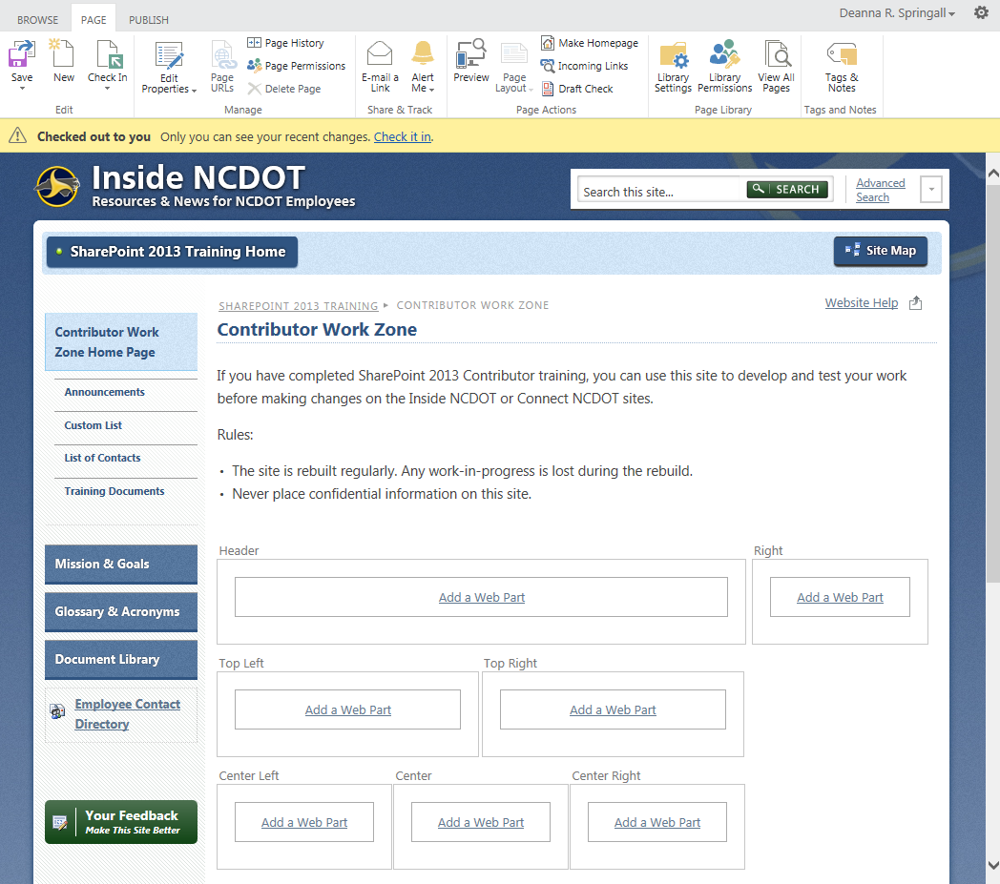 BROWSE PAGE PUBLISH Deanna R. Springall
Save New Check In Edit Properties Page URLs Page History Page Permissions Delete Page E-mail a Link Alert Me Preview Page Layout Make Homepage Incoming Links Draft Check Library Settings Library Permissions View All Pages Tags & Notes
Edit Manage Share & Track Page Actions Page Library Tags and Notes
Checked out to you Only you can see your recent changes. Check it in.
Inside NCDOT
Resources & News for NCDOT Employees
Search this site... SEARCH Advanced Search
SharePoint 2013 Training Home Site Map
SHAREPOINT 2013 TRAINING CONTRIBUTOR WORK ZONE Website Help
Contributor Work Zone
Contributor Work
Zone Home Page
Announcements
Custom List
List of Contacts
Training Documents
Mission & Goals
Glossary & Acronyms
Document Library
Employee Contact
Directory
Your Feedback
Make This Site Better
If you have completed SharePoint 2013 Contributor training, you can use this site to develop and test your work
before making changes on the Inside NCDOT or Connect NCDOT sites.
Rules:
• The site is rebuilt regularly. Any work-in-progress is lost during the rebuild.
• Never place confidential information on this site.
Header Right
Add a Web Part Add a Web Part
Top Left Top Right
Add a Web Part Add a Web Part
Center Left Center Center Right
Add a Web Part Add a Web Part Add a Web Part